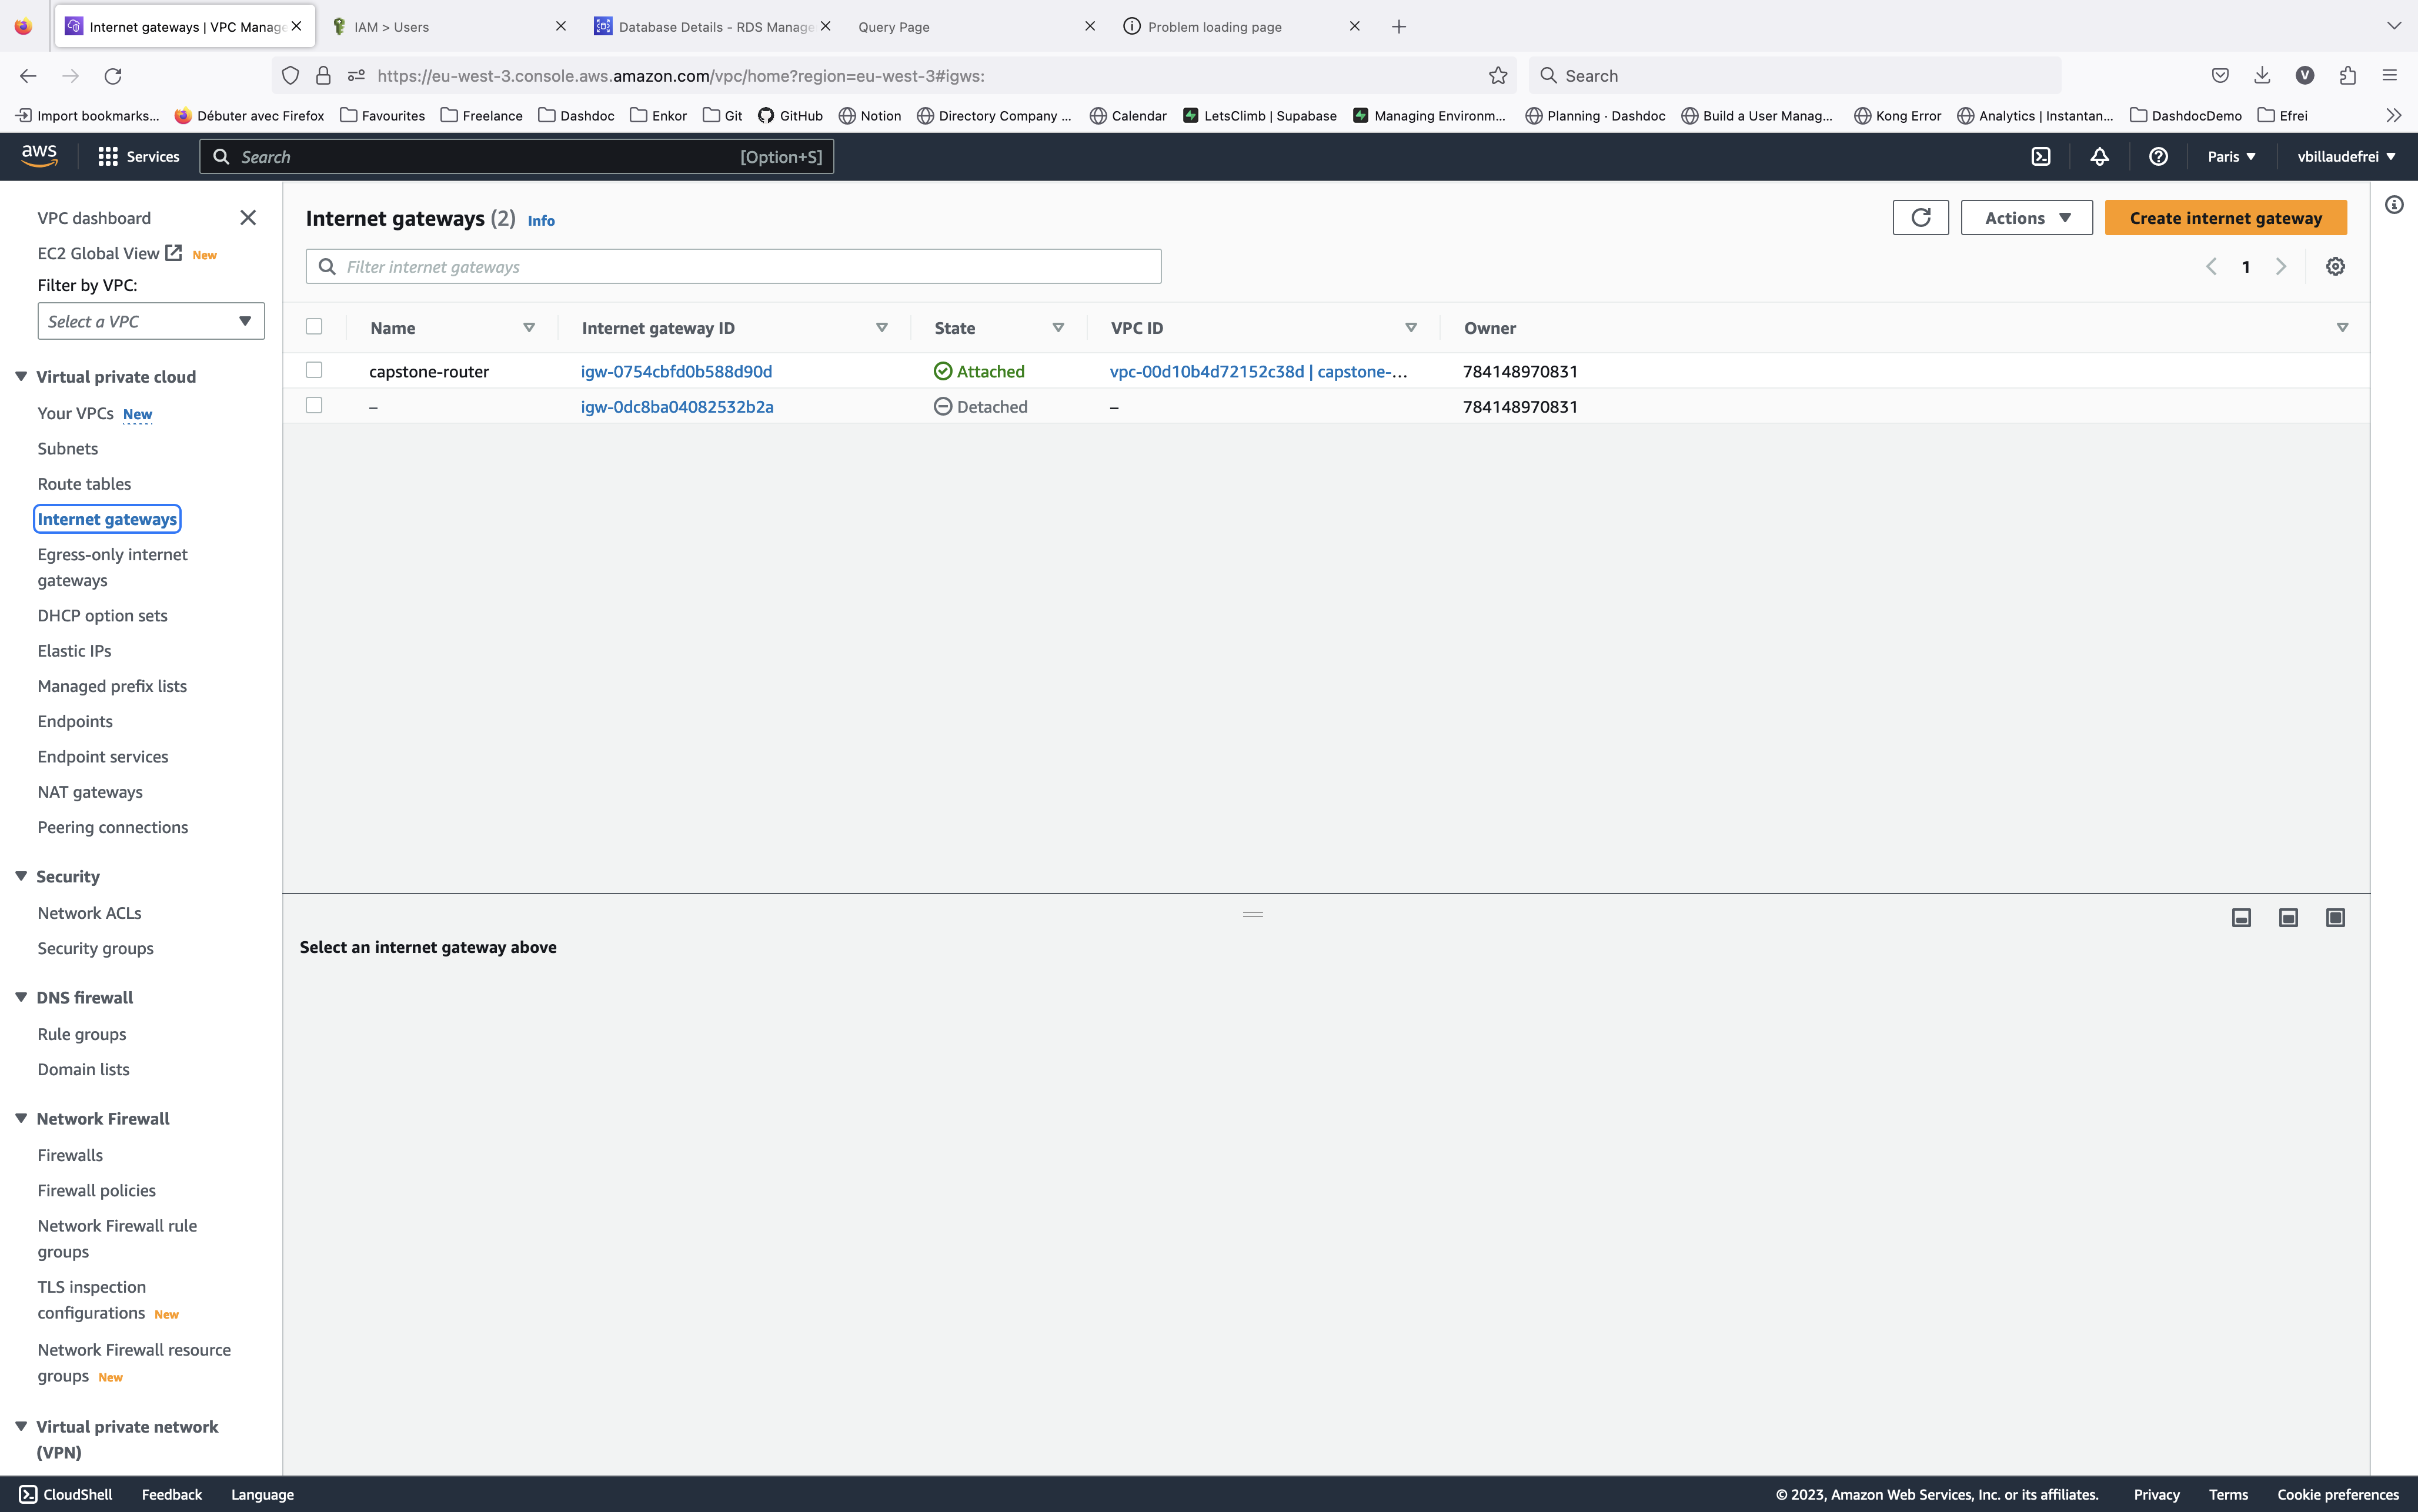 Internet gateways | VPC Manage
IAM > Users
Database Details - RDS Manage
Query Page
Problem loading page
https://eu-west-3.console.aws.amazon.com/vpc/home?region=eu-west-3#igws:
Search
Import bookmarks...
Débuter avec Firefox
Favourites
Freelance
Dashdoc
Enkor
Git
GitHub
Notion
Directory Company ...
Calendar
LetsClimb | Supabase
Managing Environm...
Planning · Dashdoc
Build a User Manag...
Kong Error
Analytics | Instantan...
DashdocDemo
Efrei
aws
Services
Search
[Option+S]
Paris
vbillaudefrei
VPC dashboard
EC2 Global View New
Filter by VPC:
Select a VPC
Virtual private cloud
Your VPCs New
Subnets
Route tables
Internet gateways
Egress-only internet
gateways
DHCP option sets
Elastic IPs
Managed prefix lists
Endpoints
Endpoint services
NAT gateways
Peering connections
Security
Network ACLs
Security groups
DNS firewall
Rule groups
Domain lists
Network Firewall
Firewalls
Firewall policies
Network Firewall rule
groups
TLS inspection
configurations New
Network Firewall resource
groups New
Virtual private network
(VPN)
Internet gateways (2) Info
Actions
Create internet gateway
Filter internet gateways
1
Name Internet gateway ID State VPC ID Owner
capstone-router igw-0754cbfd0b588d90d Attached vpc-00d10b4d72152c38d | capstone-... 784148970831
– igw-0dc8ba04082532b2a Detached – 784148970831
Select an internet gateway above
CloudShell
Feedback
Language
© 2023, Amazon Web Services, Inc. or its affiliates.
Privacy
Terms
Cookie preferences